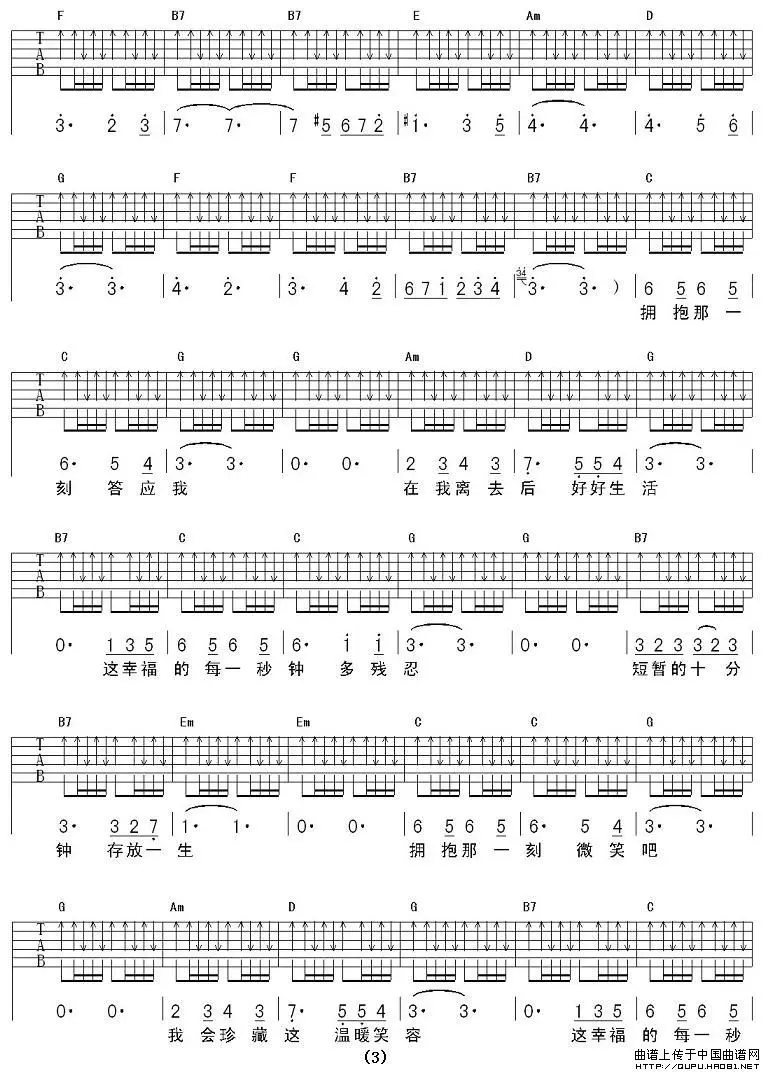 F B7 B7 E Am D
T
A
B
3· 2 3 | 7· 7· | 7 #5 6 7 2 | #1· 3 5 | 4· 4· | 4· 5 6
G F F B7 B7 C
T
A
B
3· 3· | 4· 2· | 3· 4 2 | 6 7 1 2 3 4 | 34 3· 3· ) | 6 5 6 5
拥 抱 那 一
C G G Am D G
T
A
B
6· 5 4 | 3· 3· | 0· 0· | 2 3 4 3 | 7· 5 5 4 | 3· 3·
刻 答 应 我 在 我 离 去 后 好 好 生 活
B7 C C G G B7
T
A
B
0· 1 3 5 | 6 5 6 5 | 6· 1 1 | 3· 3· | 0· 0· | 3 2 3 3 2 3
这 幸 福 的 每 一 秒 钟 多 残 忍 短 暂 的 十 分
B7 Em Em C C G
T
A
B
3· 3 2 7 | 1· 1· | 0· 0· | 6 5 6 5 | 6· 5 4 | 3· 3·
钟 存 放 一 生 拥 抱 那 一 刻 微 笑 吧
G Am D G B7 C
T
A
B
0· 0· | 2 3 4 3 | 7· 5 5 4 | 3· 3· | 0· 1 3 5 | 6 5 6 5
我 会 珍 藏 这 温 暖 笑 容 这 幸 福 的 每 一 秒
(3)
曲谱上传于中国曲谱网
HTTP://QUPU.HAO81.NET